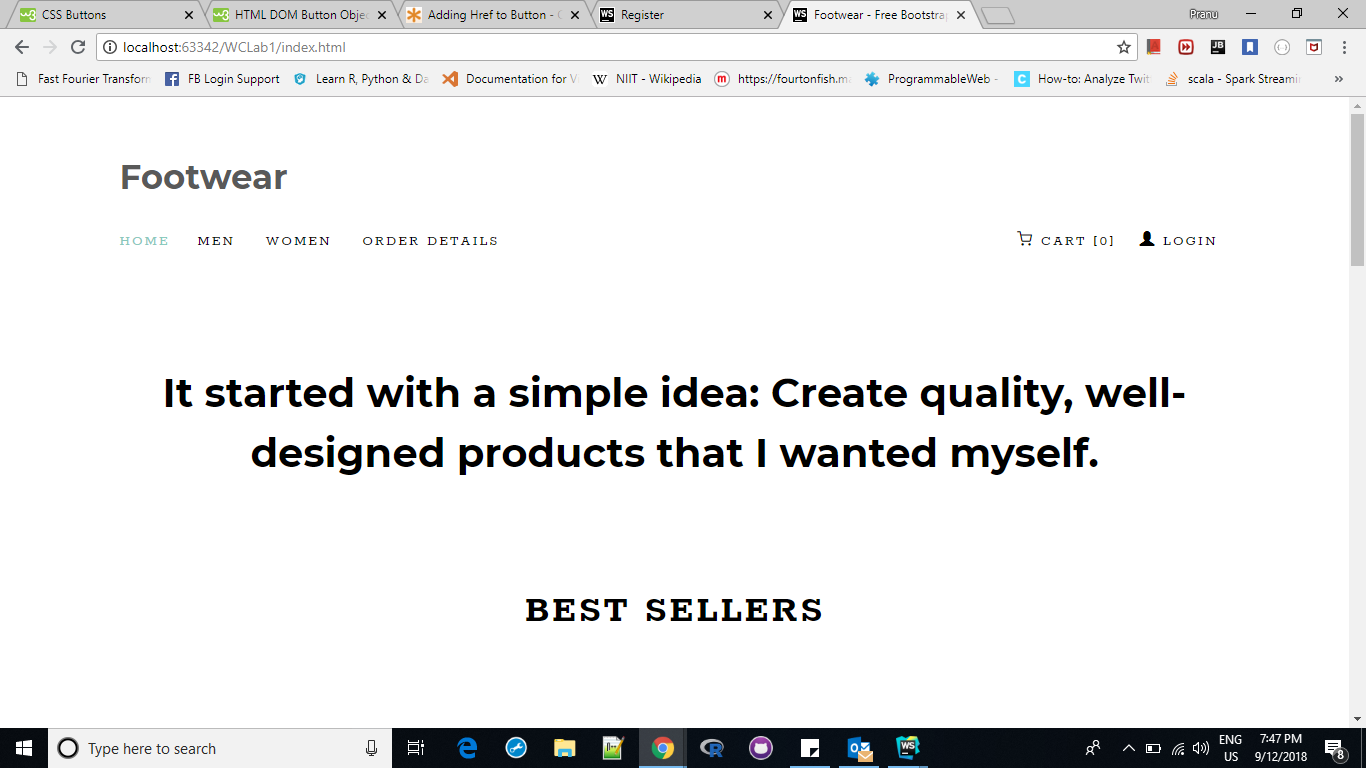 CSS Buttons
HTML DOM Button Objec
Adding Href to Button - 
Register
Footwear - Free Bootstra
Pranu
localhost:63342/WCLab1/index.html
Fast Fourier Transform
FB Login Support
Learn R, Python & Da
Documentation for V
NIIT - Wikipedia
https://fourtonfish.m
ProgrammableWeb -
How-to: Analyze Twit
scala - Spark Streamin
»
Footwear
HOME MEN WOMEN ORDER DETAILS CART [0] LOGIN
It started with a simple idea: Create quality, well-
designed products that I wanted myself.
BEST SELLERS
Type here to search
ENG
US
7:47 PM
9/12/2018
8